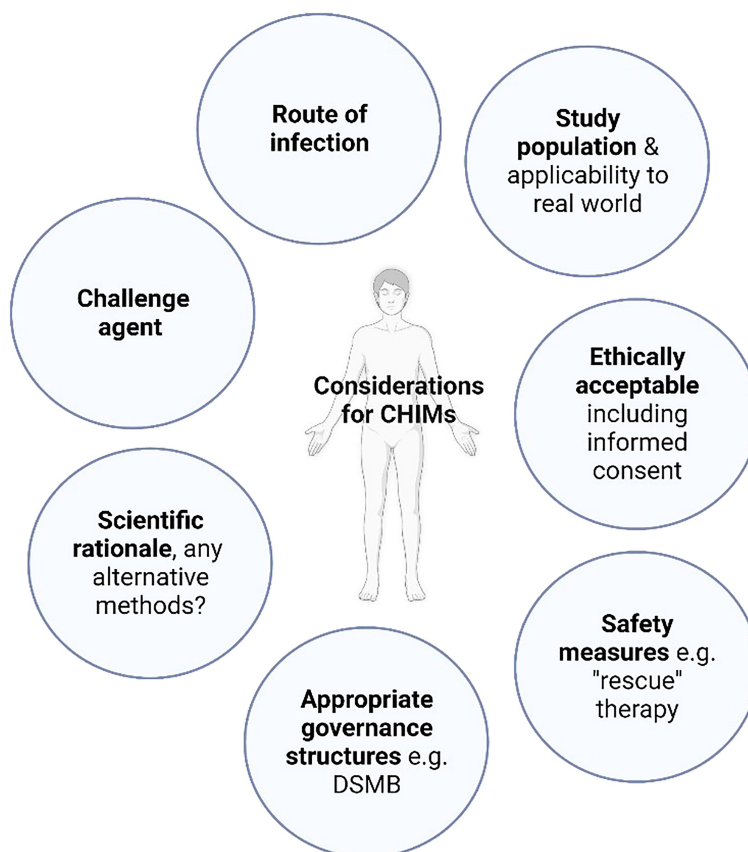 Route of
infection
Study
population &
applicability to
real world
Challenge
agent
Considerations
for CHIMs
Ethically
acceptable
including
informed
consent
Scientific
rationale, any
alternative
methods?
Safety
measures e.g.
"rescue"
therapy
Appropriate
governance
structures e.g.
DSMB